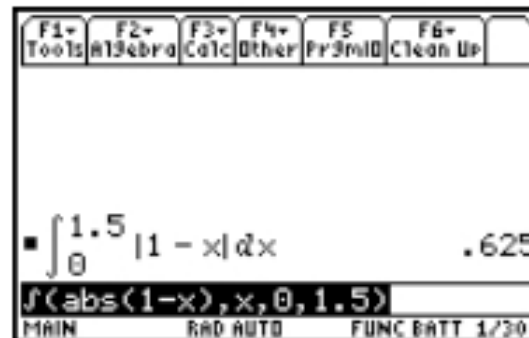 F1▾ F2▾ F3▾ F4▾ F5 F6▾
Tools Algebra Calc Other PrgmIO Clean Up
▪ ∫₀^1.5 |1 - x| dx .625
∫(abs(1-x),x,0,1.5)
MAIN RAD AUTO FUNC BATT 1/30